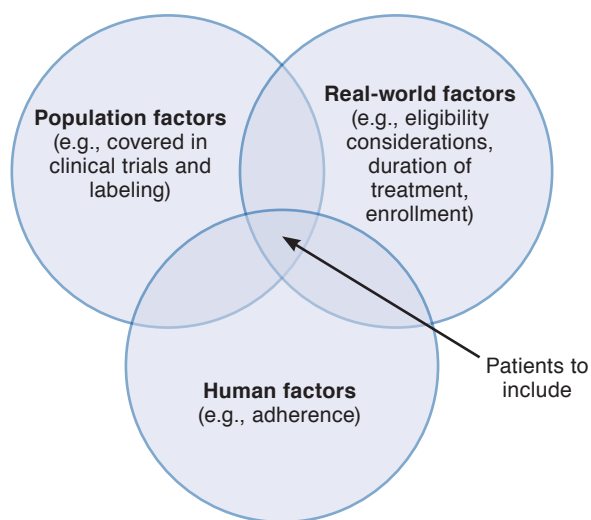 Population factors
(e.g., covered in
clinical trials and
labeling)
Real-world factors
(e.g., eligibility
considerations,
duration of
treatment,
enrollment)
Human factors
(e.g., adherence)
Patients to
include